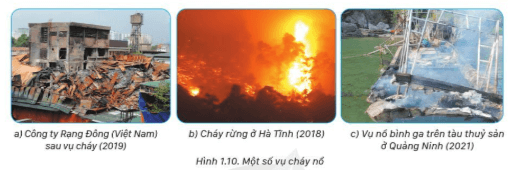 a) Công ty Rạng Đông (Việt Nam)
sau vụ cháy (2019)
b) Cháy rừng ở Hà Tĩnh (2018)
c) Vụ nổ bình ga trên tàu thuỷ sản
ở Quảng Ninh (2021)
Hình 1.10. Một số vụ cháy nổ